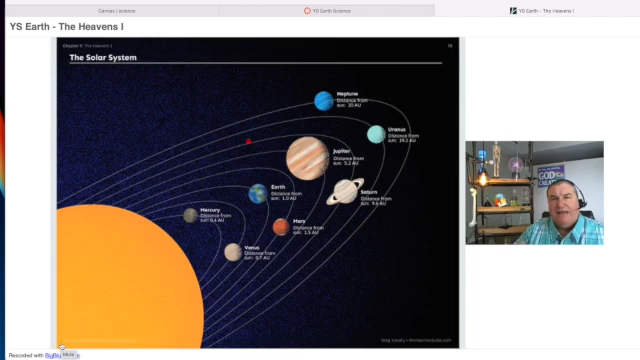 Canvas | science
YS Earth Science
YS Earth - The Heavens I
YS Earth - The Heavens I
The Heavens I
The Solar System
Neptune
Distance from
sun: 30 AU
Uranus
Distance from
sun: 19.2 AU
Jupiter
Distance from
sun: 5.2 AU
Saturn
Distance from
sun: 9.6 AU
Earth
Distance from
sun: 1.0 AU
Mercury
Distance from
sun: 0.4 AU
Mars
Distance from
sun: 1.5 AU
Venus
Distance from
sun: 0.7 AU
GOD
Recorded with